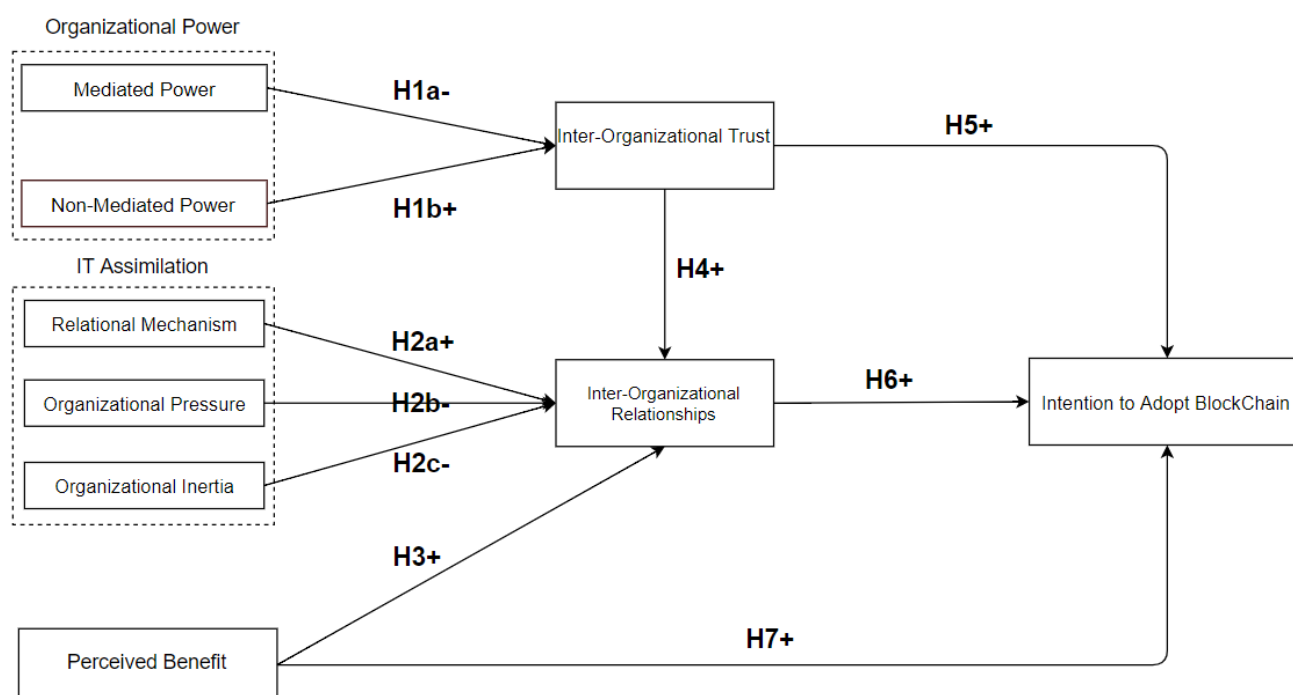 Organizational Power
Mediated Power
H1a-
Inter-Organizational Trust
H5+
Non-Mediated Power
H1b+
IT Assimilation
H4+
Relational Mechanism
H2a+
Organizational Pressure
H2b-
Inter-Organizational
Relationships
H6+
Intention to Adopt BlockChain
Organizational Inertia
H2c-
H3+
Perceived Benefit
H7+